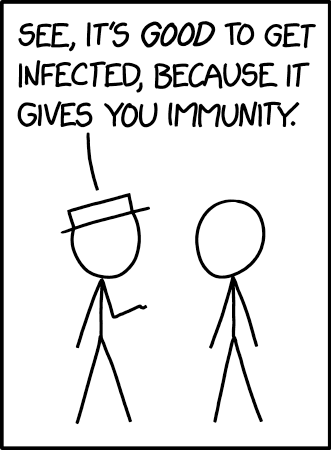 SEE, IT'S GOOD TO GET
INFECTED, BECAUSE IT
GIVES YOU IMMUNITY.